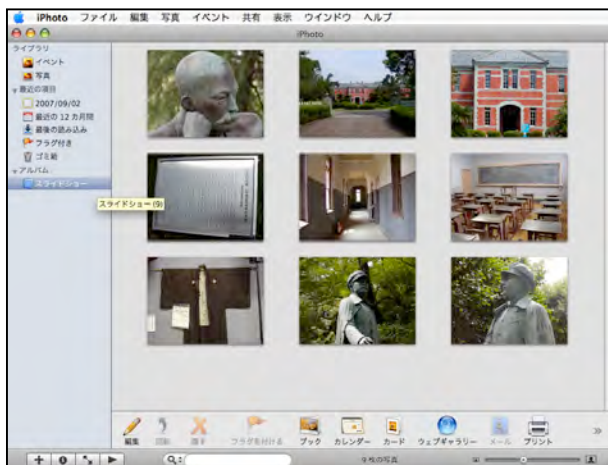 iPhoto ファイル 編集 写真 イベント 共有 表示 ウインドウ ヘルプ
iPhoto
ライブラリ
イベント
写真
最近の項目
2007/09/02
最近の 12 カ月間
最後の読み込み
フラグ付き
ゴミ箱
アルバム
スライドショー
スライドショー (9)
編集 回転 隠す フラグを付ける ブック カレンダー カード ウェブギャラリー メール プリント
9 枚の写真